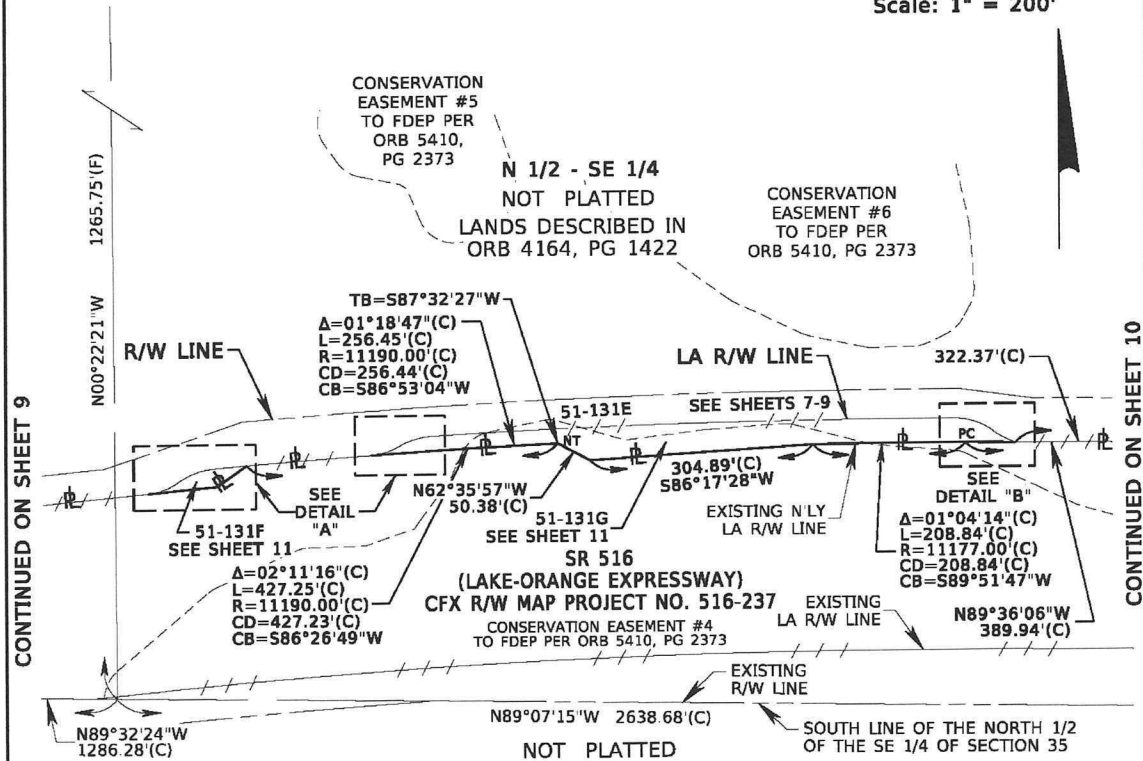 Scale: 1" = 200'
CONSERVATION
EASEMENT #5
TO FDEP PER
ORB 5410,
PG 2373
N 1/2 - SE 1/4
NOT PLATTED
LANDS DESCRIBED IN
ORB 4164, PG 1422
CONSERVATION
EASEMENT #6
TO FDEP PER
ORB 5410, PG 2373
1265.75'(F)
N00°22'21"W
CONTINUED ON SHEET 9
CONTINUED ON SHEET 10
TB=S87°32'27"W
Δ=01°18'47"(C)
L=256.45'(C)
R=11190.00'(C)
CD=256.44'(C)
CB=S86°53'04"W
R/W LINE
LA R/W LINE
322.37'(C)
51-131E
SEE SHEETS 7-9
NT
PC
PL
PL
PL
PL
PL
PL
PL
304.89'(C)
S86°17'28"W
N62°35'57"W
50.38'(C)
SEE
DETAIL
"A"
51-131F
SEE SHEET 11
51-131G
SEE SHEET 11
EXISTING N'LY
LA R/W LINE
SEE
DETAIL "B"
Δ=01°04'14"(C)
L=208.84'(C)
R=11177.00'(C)
CD=208.84'(C)
CB=S89°51'47"W
Δ=02°11'16"(C)
L=427.25'(C)
R=11190.00'(C)
CD=427.23'(C)
CB=S86°26'49"W
SR 516
(LAKE-ORANGE EXPRESSWAY)
CFX R/W MAP PROJECT NO. 516-237
CONSERVATION EASEMENT #4
TO FDEP PER ORB 5410, PG 2373
EXISTING
LA R/W LINE
N89°36'06"W
389.94'(C)
EXISTING
R/W LINE
N89°32'24"W
1286.28'(C)
N89°07'15"W 2638.68'(C)
NOT PLATTED
SOUTH LINE OF THE NORTH 1/2
OF THE SE 1/4 OF SECTION 35